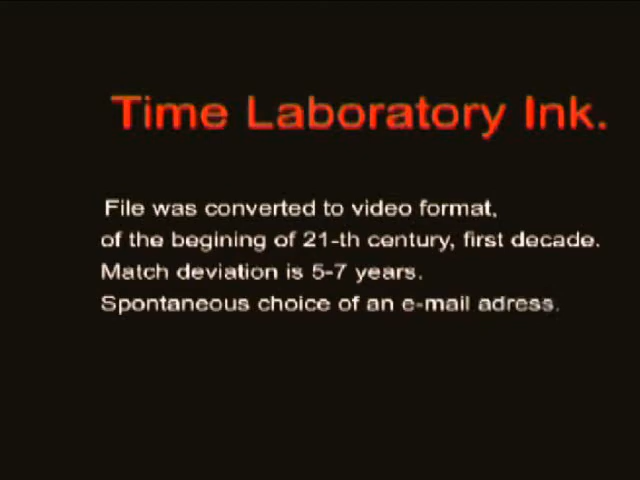 Time Laboratory Ink.
File was converted to video format,
of the begining of 21-th century, first decade.
Match deviation is 5-7 years.
Spontaneous choice of an e-mail adress.